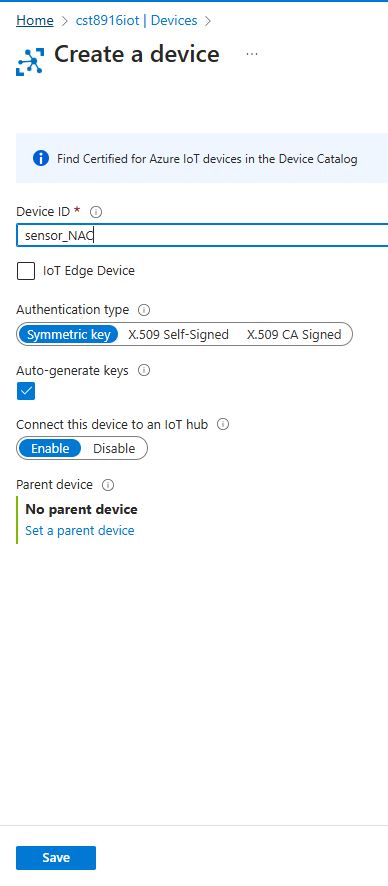 Home > cst8916iot | Devices >
Create a device ...
Find Certified for Azure IoT devices in the Device Catalog
Device ID *
sensor_NAC
IoT Edge Device
Authentication type
Symmetric key X.509 Self-Signed X.509 CA Signed
Auto-generate keys
Connect this device to an IoT hub
Enable Disable
Parent device
No parent device
Set a parent device
Save